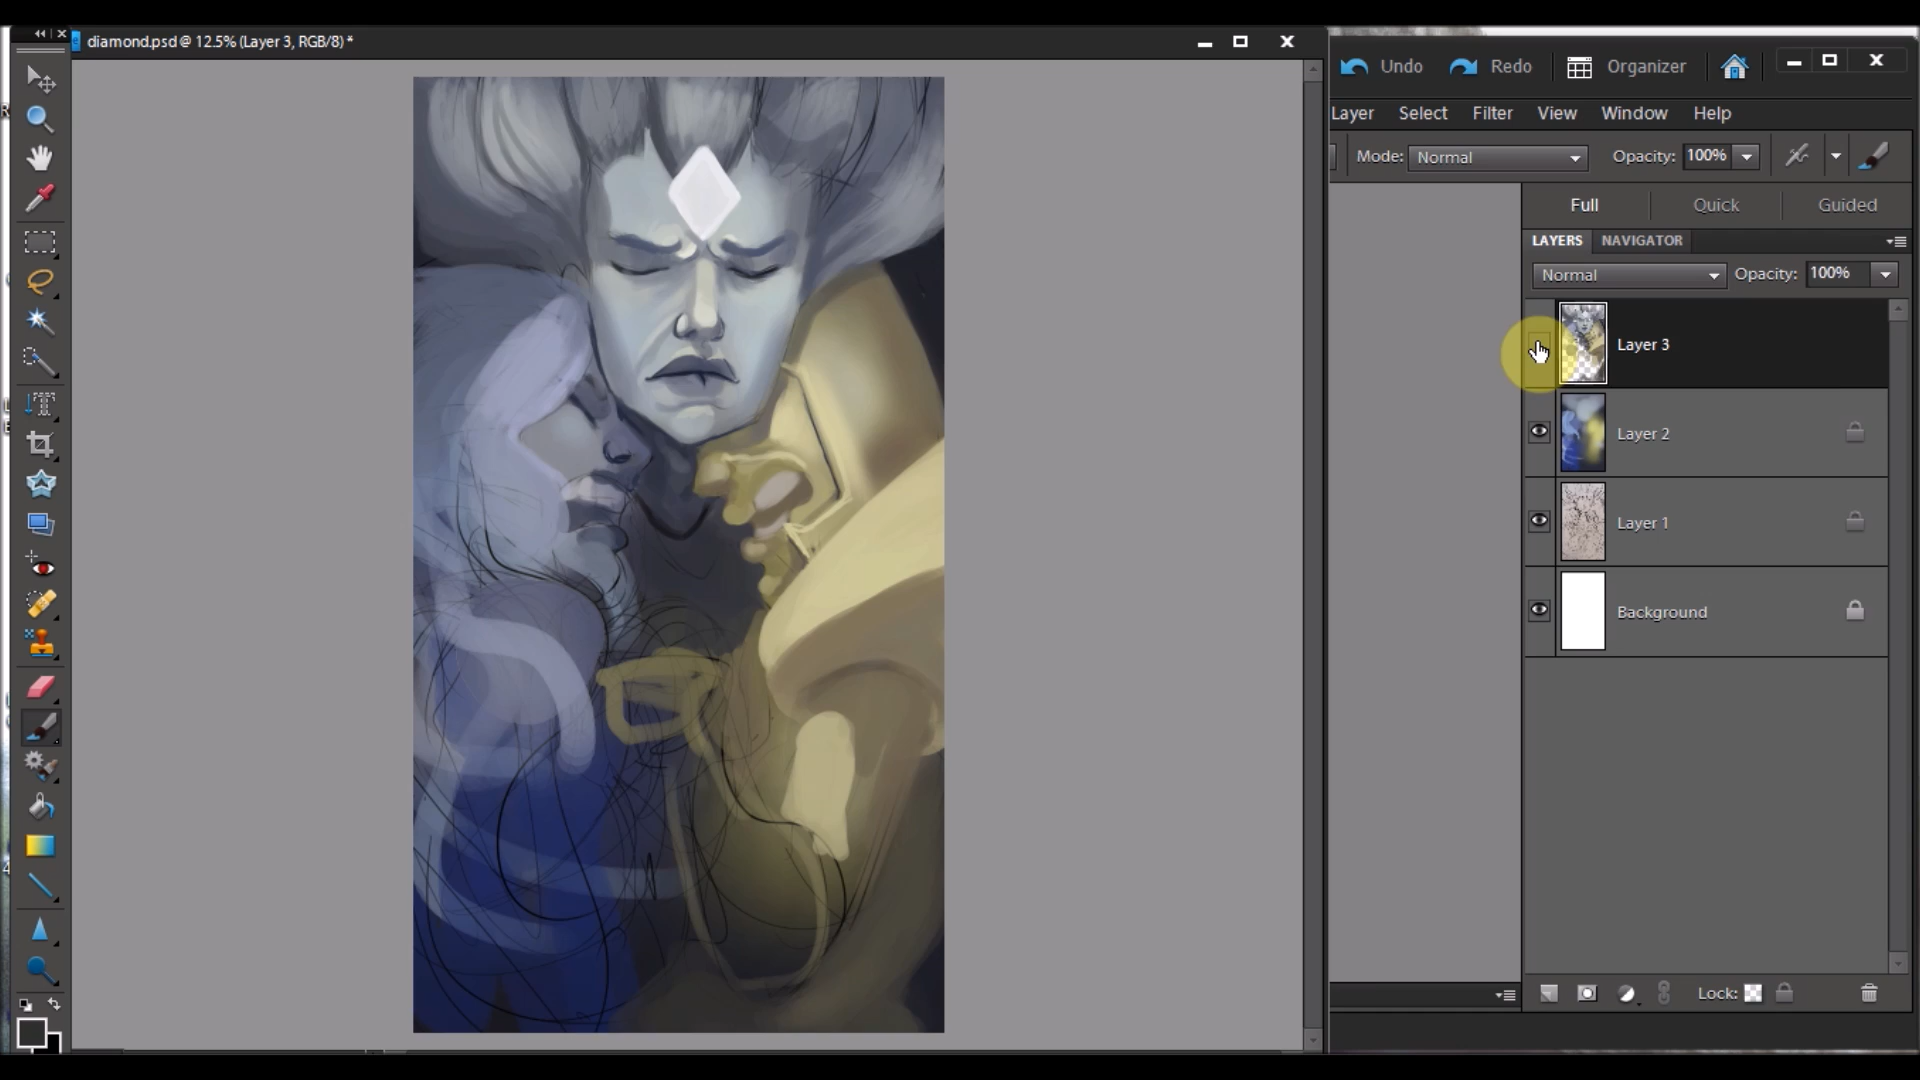 diamond.psd @ 12.5% (Layer 3, RGB/8) *
Undo Redo Organizer
Layer Select Filter View Window Help
Mode: Normal Opacity: 100%
Full Quick Guided
LAYERS NAVIGATOR
Normal Opacity: 100%
Layer 3
Layer 2
Layer 1
Background
Lock: